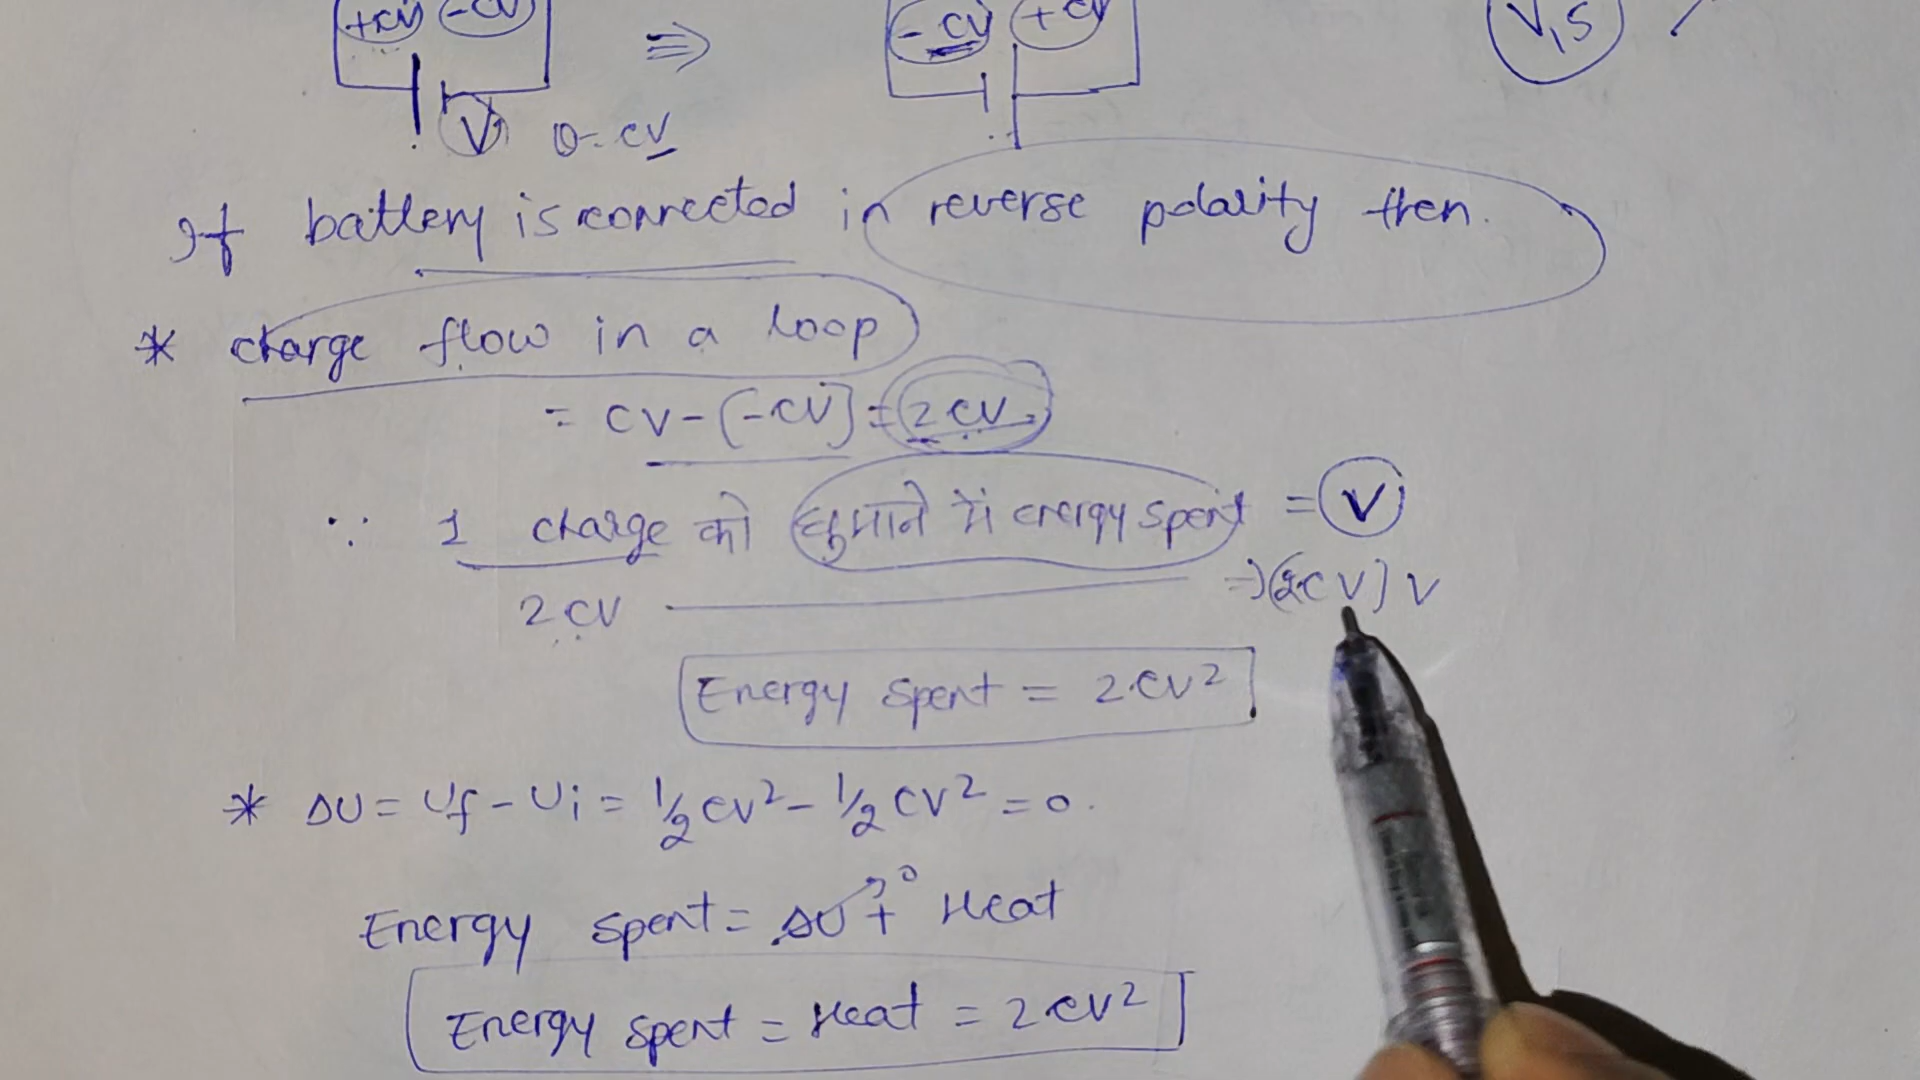 +CV -CV ⇒ -CV +CV V,S
V Q=CV
If battery is connected in reverse polarity then.
* charge flow in a loop
= CV-(-CV) = 2CV
∵ 1 charge को घुमाने में energy spent = V
2CV ——— ⇒ (2CV) V
Energy spent = 2CV²
* ΔU = Uf - Ui = ½CV² - ½CV² = 0.
Energy spent = ΔU⁰ + Heat
Energy spent = Heat = 2CV²